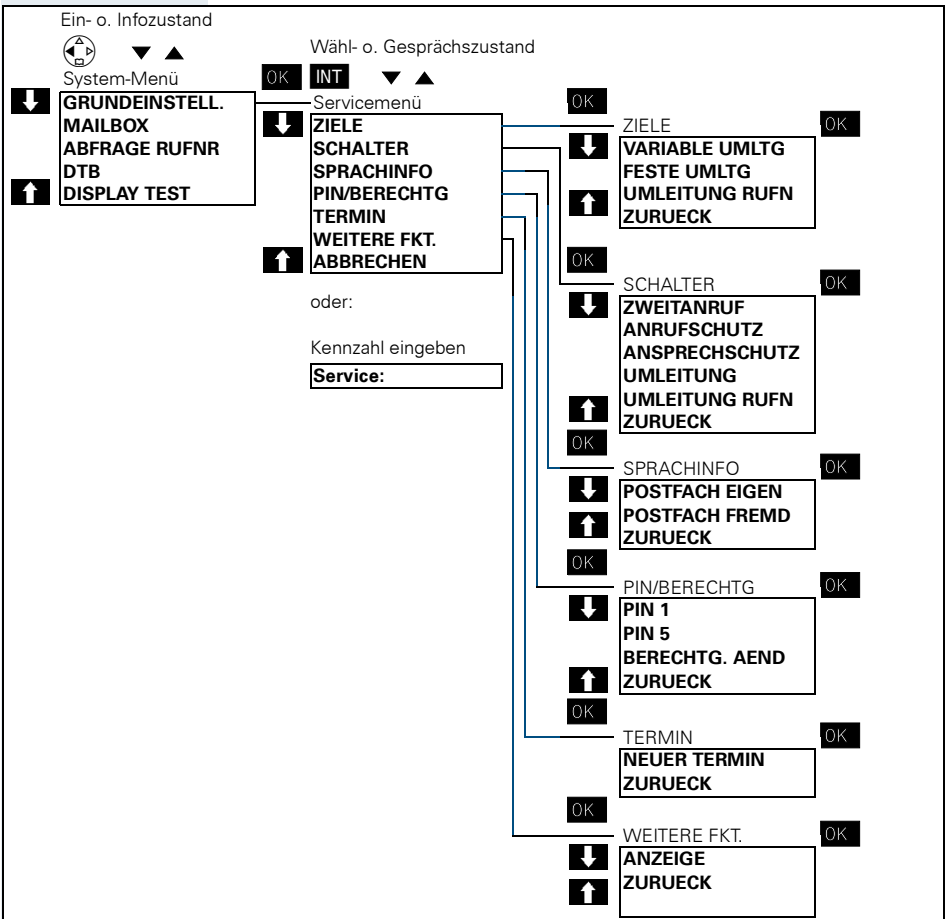 Ein- o. Infozustand
System-Menü
GRUNDEINSTELL.
MAILBOX
ABFRAGE RUFNR
DTB
DISPLAY TEST
Wähl- o. Gesprächszustand
OK INT
Servicemenü
ZIELE
SCHALTER
SPRACHINFO
PIN/BERECHTG
TERMIN
WEITERE FKT.
ABBRECHEN
oder:
Kennzahl eingeben
Service:
OK
ZIELE OK
VARIABLE UMLTG
FESTE UMLTG
UMLEITUNG RUFN
ZURUECK
OK
SCHALTER OK
ZWEITANRUF
ANRUFSCHUTZ
ANSPRECHSCHUTZ
UMLEITUNG
UMLEITUNG RUFN
ZURUECK
OK
SPRACHINFO OK
POSTFACH EIGEN
POSTFACH FREMD
ZURUECK
OK
PIN/BERECHTG OK
PIN 1
PIN 5
BERECHTG. AEND
ZURUECK
OK
TERMIN OK
NEUER TERMIN
ZURUECK
OK
WEITERE FKT. OK
ANZEIGE
ZURUECK